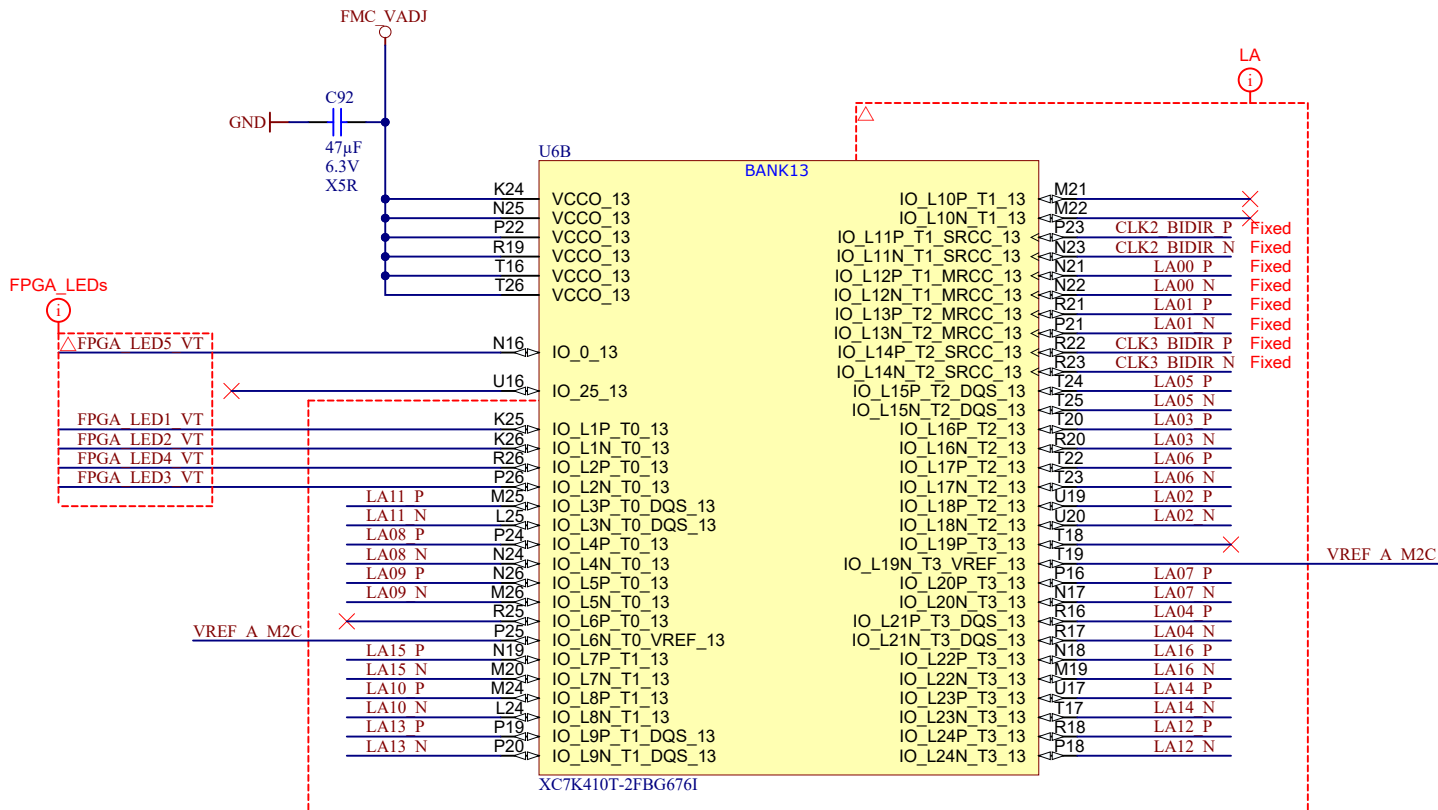 FMC_VADJ
LA
i
C92
GND
47µF
6.3V
X5R
U6B
BANK13
K24 VCCO_13
N25 VCCO_13
P22 VCCO_13
R19 VCCO_13
T16 VCCO_13
T26 VCCO_13
FPGA_LEDs
i
FPGA_LED5_VT N16 IO_0_13
U16 IO_25_13
FPGA_LED1_VT K25 IO_L1P_T0_13
FPGA_LED2_VT K26 IO_L1N_T0_13
FPGA_LED4_VT R26 IO_L2P_T0_13
FPGA_LED3_VT P26 IO_L2N_T0_13
LA11_P M25 IO_L3P_T0_DQS_13
LA11_N L25 IO_L3N_T0_DQS_13
LA08_P P24 IO_L4P_T0_13
LA08_N N24 IO_L4N_T0_13
LA09_P N26 IO_L5P_T0_13
LA09_N M26 IO_L5N_T0_13
R25 IO_L6P_T0_13
VREF_A_M2C P25 IO_L6N_T0_VREF_13
LA15_P N19 IO_L7P_T1_13
LA15_N M20 IO_L7N_T1_13
LA10_P M24 IO_L8P_T1_13
LA10_N L24 IO_L8N_T1_13
LA13_P P19 IO_L9P_T1_DQS_13
LA13_N P20 IO_L9N_T1_DQS_13
IO_L10P_T1_13 M21
IO_L10N_T1_13 M22
IO_L11P_T1_SRCC_13 P23 CLK2_BIDIR_P Fixed
IO_L11N_T1_SRCC_13 N23 CLK2_BIDIR_N Fixed
IO_L12P_T1_MRCC_13 N21 LA00_P Fixed
IO_L12N_T1_MRCC_13 N22 LA00_N Fixed
IO_L13P_T2_MRCC_13 R21 LA01_P Fixed
IO_L13N_T2_MRCC_13 P21 LA01_N Fixed
IO_L14P_T2_SRCC_13 R22 CLK3_BIDIR_P Fixed
IO_L14N_T2_SRCC_13 R23 CLK3_BIDIR_N Fixed
IO_L15P_T2_DQS_13 T24 LA05_P
IO_L15N_T2_DQS_13 T25 LA05_N
IO_L16P_T2_13 T20 LA03_P
IO_L16N_T2_13 R20 LA03_N
IO_L17P_T2_13 T22 LA06_P
IO_L17N_T2_13 T23 LA06_N
IO_L18P_T2_13 U19 LA02_P
IO_L18N_T2_13 U20 LA02_N
IO_L19P_T3_13 T18
IO_L19N_T3_VREF_13 T19 VREF_A_M2C
IO_L20P_T3_13 P16 LA07_P
IO_L20N_T3_13 N17 LA07_N
IO_L21P_T3_DQS_13 R16 LA04_P
IO_L21N_T3_DQS_13 R17 LA04_N
IO_L22P_T3_13 N18 LA16_P
IO_L22N_T3_13 M19 LA16_N
IO_L23P_T3_13 U17 LA14_P
IO_L23N_T3_13 T17 LA14_N
IO_L24P_T3_13 R18 LA12_P
IO_L24N_T3_13 P18 LA12_N
XC7K410T-2FBG676I